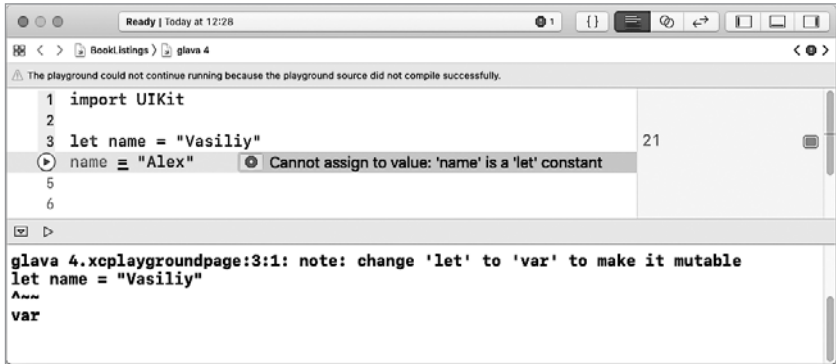 Ready | Today at 12:28
1
{}
BookListings
glava 4
The playground could not continue running because the playground source did not compile successfully.
1 import UIKit
2
3 let name = "Vasiliy"
21
name = "Alex" Cannot assign to value: 'name' is a 'let' constant
5
6
glava 4.xcplaygroundpage:3:1: note: change 'let' to 'var' to make it mutable
let name = "Vasiliy"
^~~
var